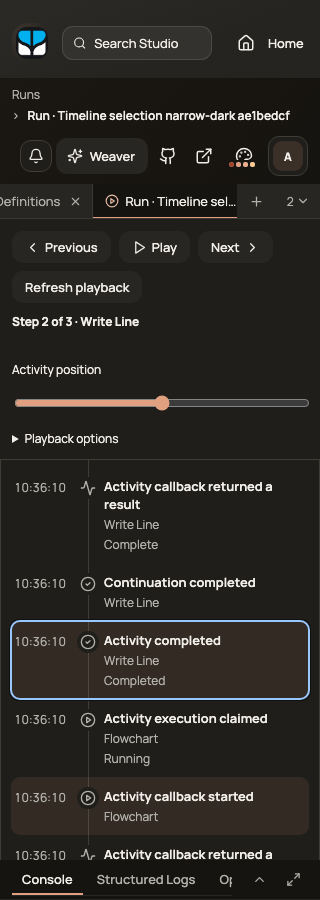 Search Studio
Home
Runs
› Run · Timeline selection narrow-dark ae1bedcf
Weaver
A
Definitions ×
Run · Timeline sel...
+
2
Previous
Play
Next
Refresh playback
Step 2 of 3 · Write Line
Activity position
Playback options
10:36:10 Activity callback returned a
result
Write Line
Complete
10:36:10 Continuation completed
Write Line
10:36:10 Activity completed
Write Line
Completed
10:36:10 Activity execution claimed
Flowchart
Running
10:36:10 Activity callback started
Flowchart
10:36:10 Activity callback returned a
Console
Structured Logs